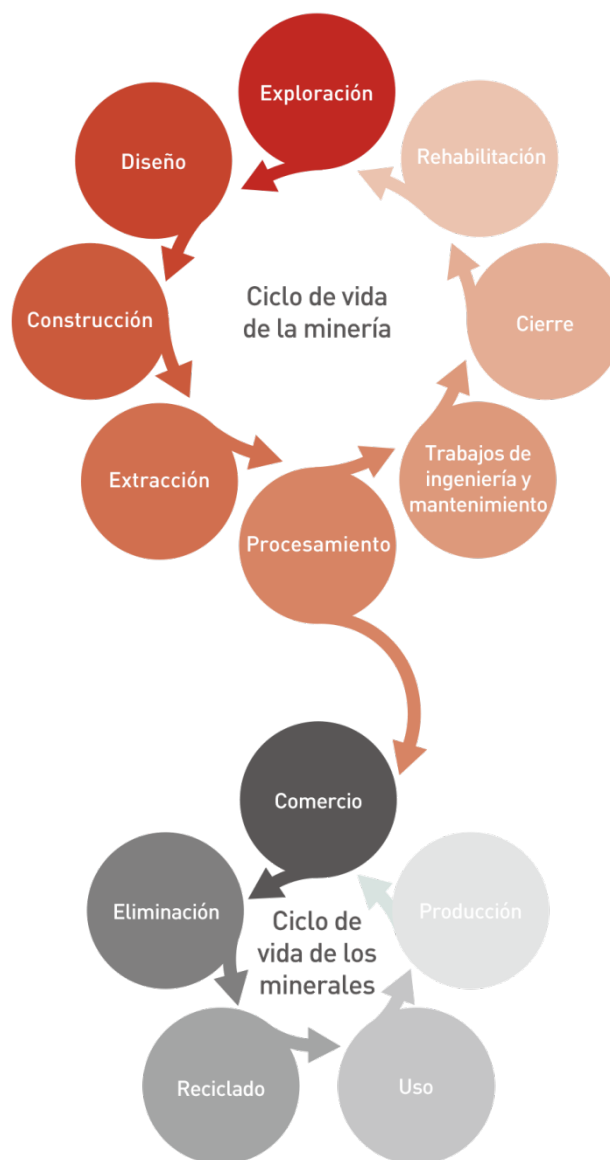 Exploración
Diseño
Rehabilitación
Ciclo de vida
de la minería
Construcción
Cierre
Extracción
Trabajos de
ingeniería y
mantenimiento
Procesamiento
Comercio
Eliminación
Producción
Ciclo de
vida de los
minerales
Reciclado
Uso